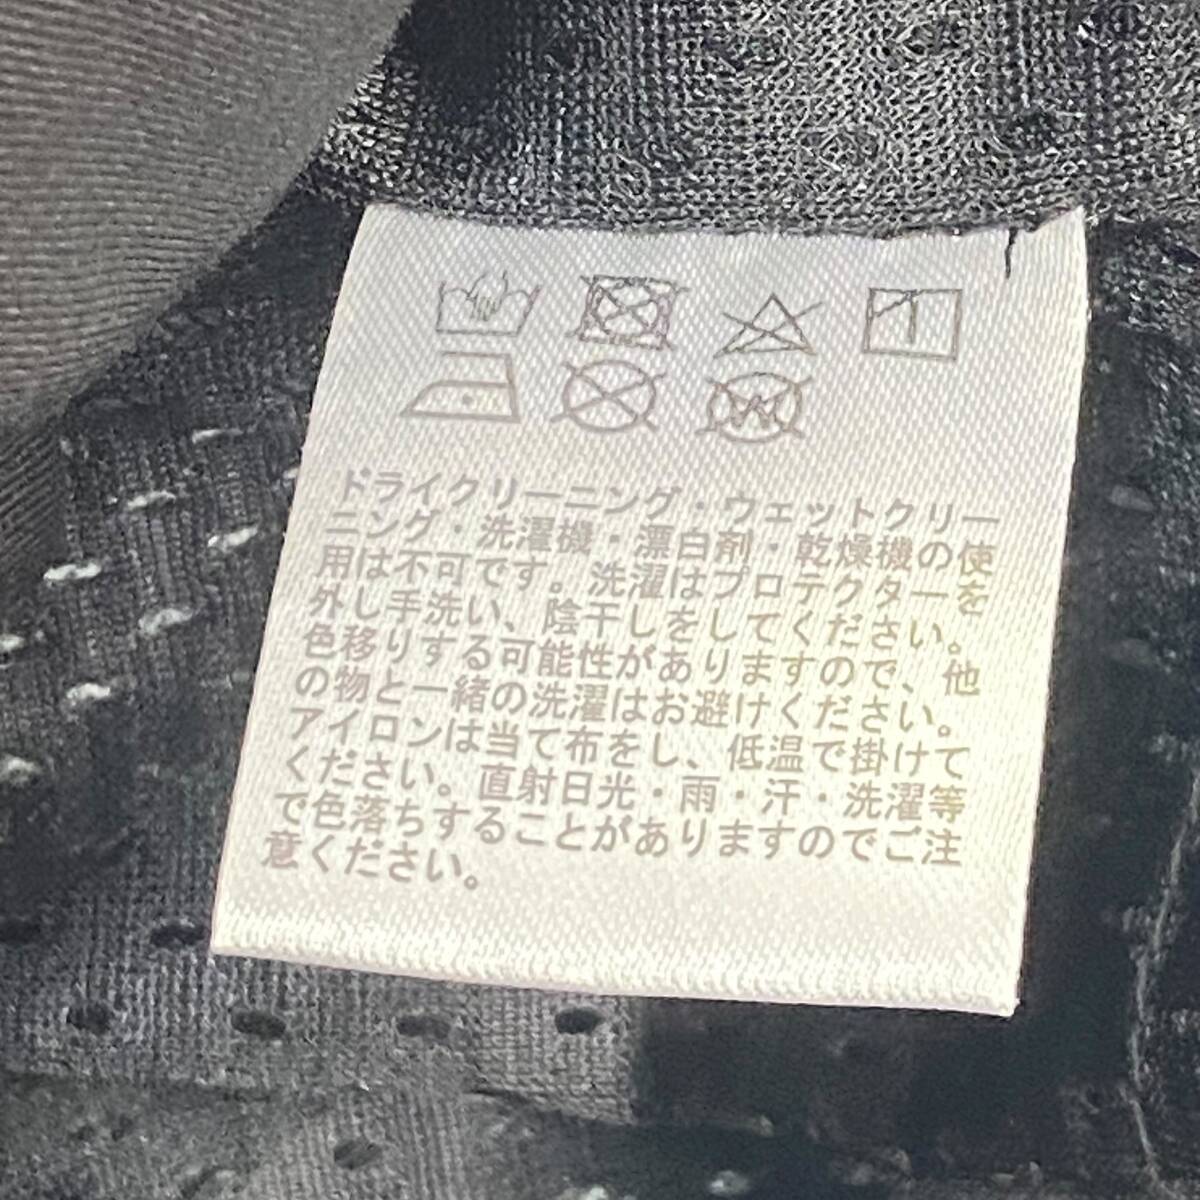 ドライクリーニング・ウェットクリー
ニング・洗濯機・漂白剤・乾燥機の使
用は不可です。洗濯はプロテクターを
外し手洗い、陰干しをしてください。
色移りする可能性がありますので、他
の物と一緒の洗濯はお避けください。
アイロンは当て布をし、低温で掛けて
ください。直射日光・雨・汗・洗濯等
で色落ちすることがありますのでご注
意ください。